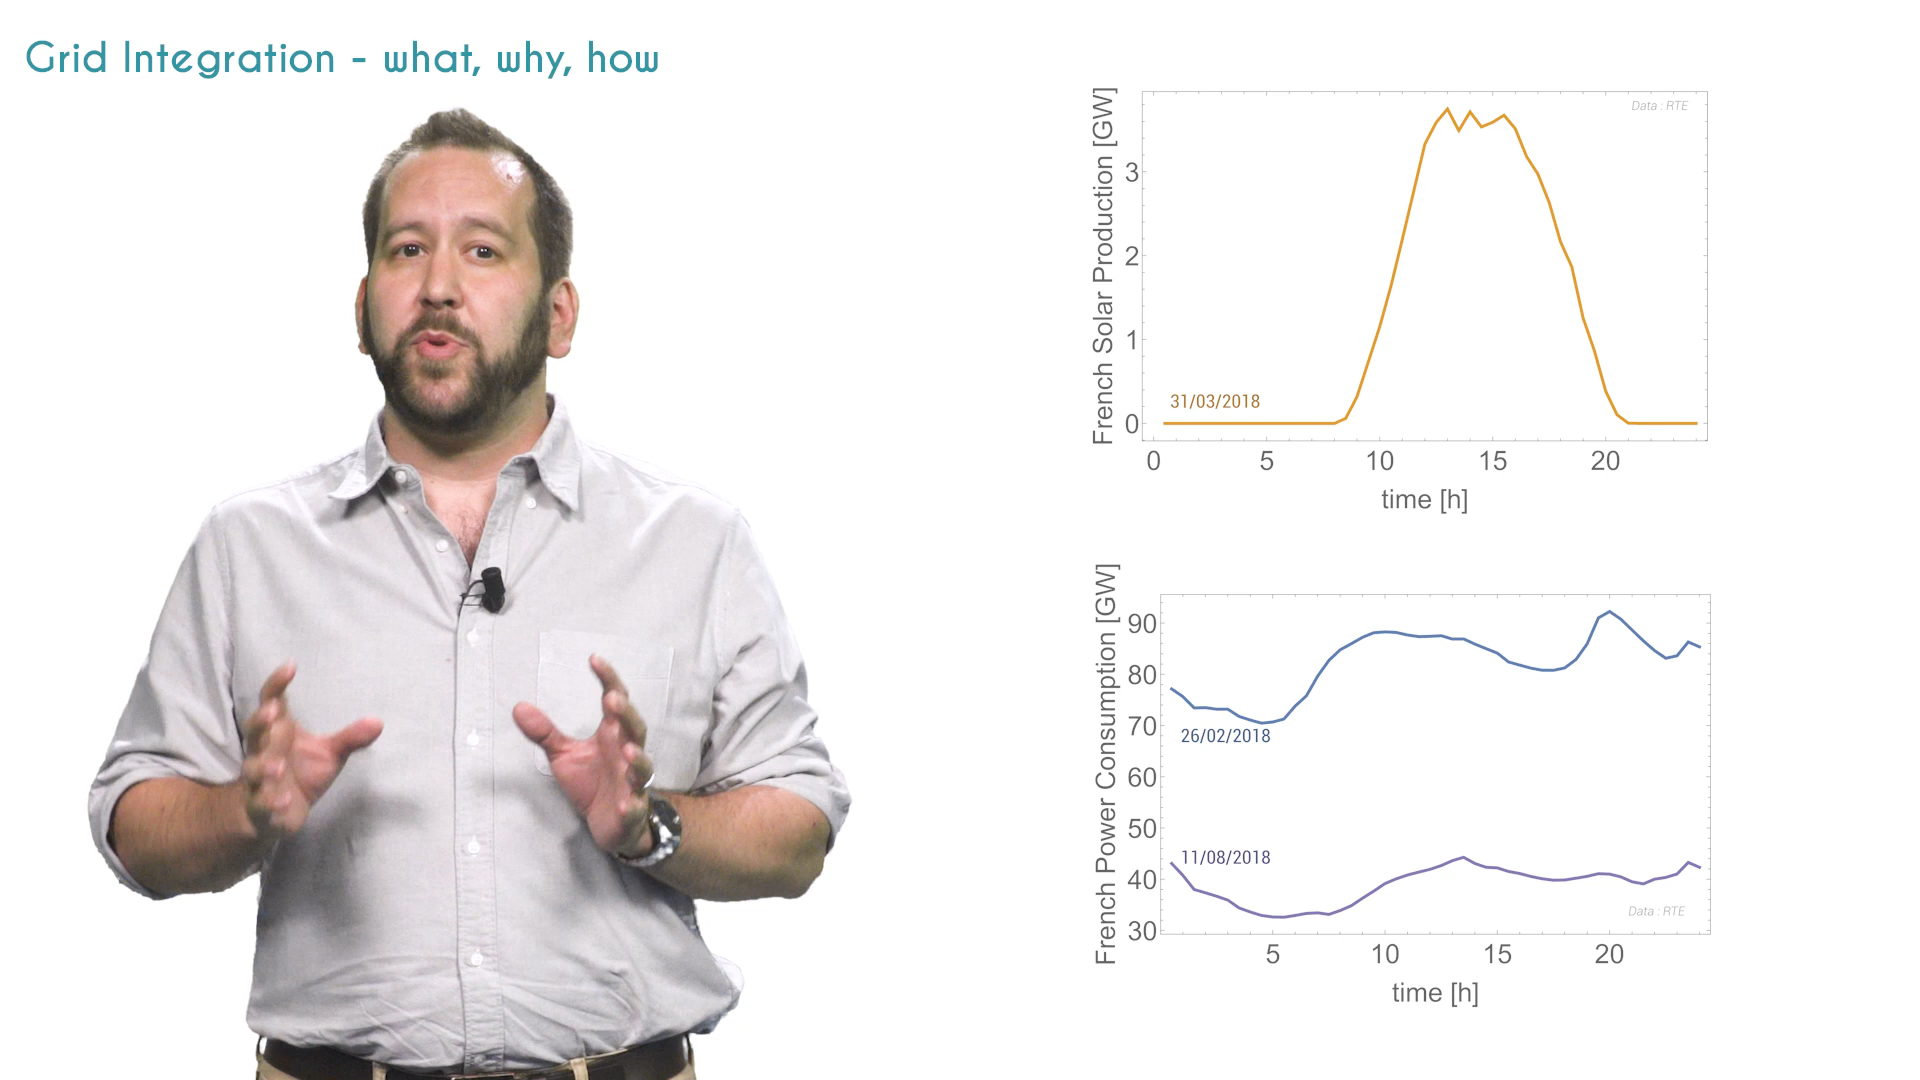 Grid Integration - what, why, how
French Solar Production [GW]
Data : RTE
3
2
1
0
31/03/2018
0 5 10 15 20
time [h]
French Power Consumption [GW]
90
80
70
60
50
40
30
26/02/2018
11/08/2018
Data : RTE
5 10 15 20
time [h]